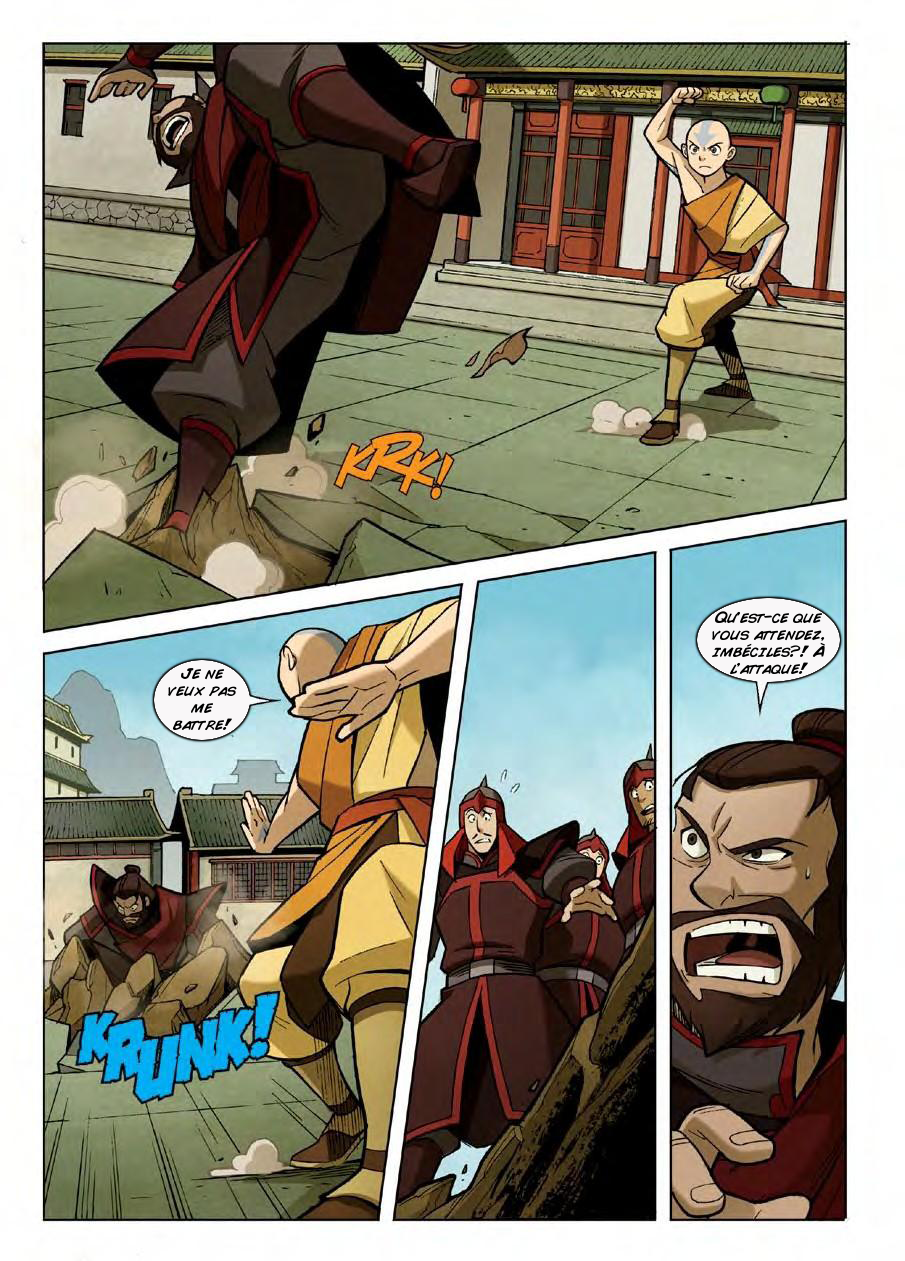 KRK!
JE NE
VEUX PAS
ME
BATTRE!
KRUNK!
QU'EST-CE QUE
VOUS ATTENDEZ,
IMBÉCILES?! À
L'ATTAQUE!